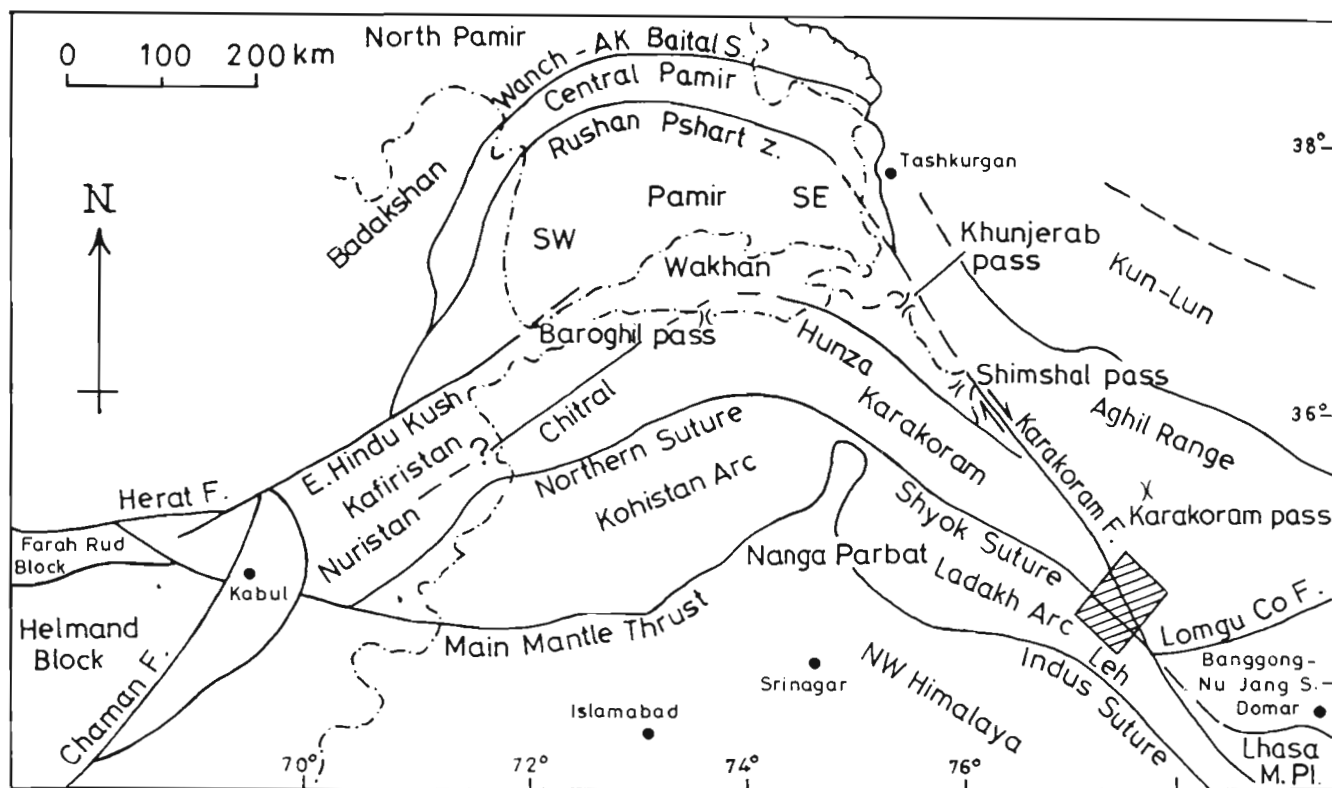 0 100 200 km
North Pamir
Wanch - AK Baital S.
Central Pamir
Rushan Pshart z.
38°
Tashkurgan
N
Badakshan
Pamir SE
SW
Khunjerab
pass
Wakhan
Kun-Lun
Baroghil pass
Hunza
Karakoram
Shimshal pass
Aghil Range
36°
E. Hindu Kush
Kafiristan
?
Chitral
Nuristan
Northern Suture
Kohistan Arc
Karakoram F.
Karakoram pass
Herat F.
Farah Rud
Block
Kabul
Shyok Suture
Nanga Parbat
Ladakh Arc
Helmand
Block
Main Mantle Thrust
Lomgu Co F.
Leh
Banggong-
Nu Jang S.
Domar
Chaman F.
Srinagar
NW Himalaya
Indus Suture
Islamabad
Lhasa
M. Pl.
70° 72° 74° 76°